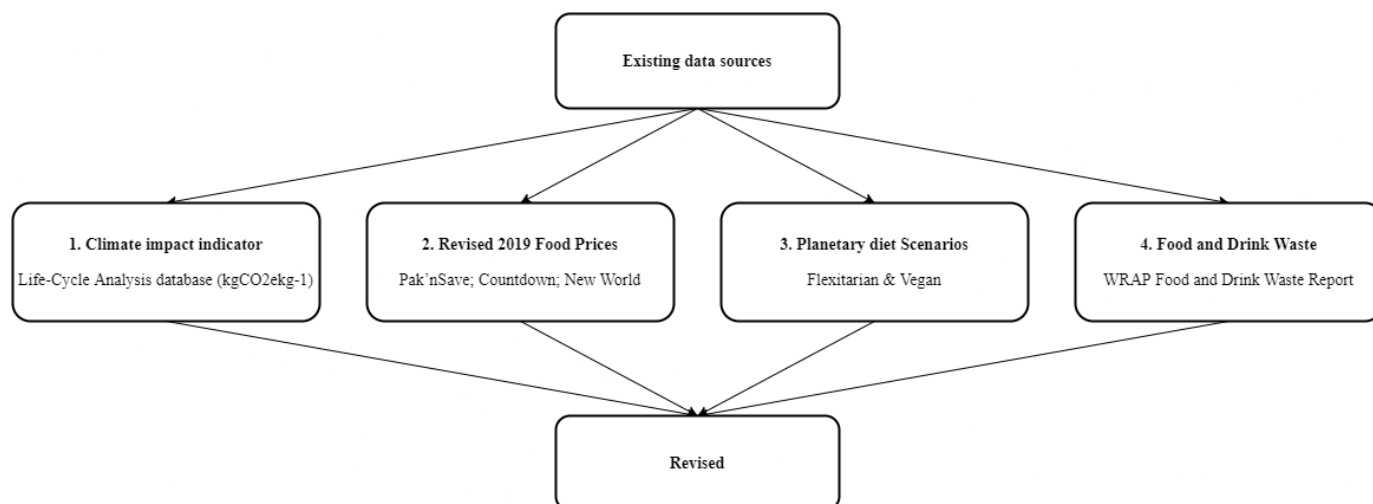 Existing data sources
1. Climate impact indicator
Life-Cycle Analysis database (kgCO2ekg-1)
2. Revised 2019 Food Prices
Pak'nSave; Countdown; New World
3. Planetary diet Scenarios
Flexitarian & Vegan
4. Food and Drink Waste
WRAP Food and Drink Waste Report
Revised